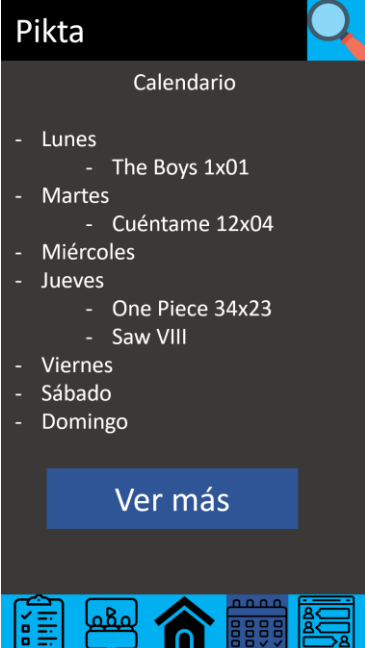 Pikta
Calendario
- Lunes
- The Boys 1x01
- Martes
- Cuéntame 12x04
- Miércoles
- Jueves
- One Piece 34x23
- Saw VIII
- Viernes
- Sábado
- Domingo
Ver más